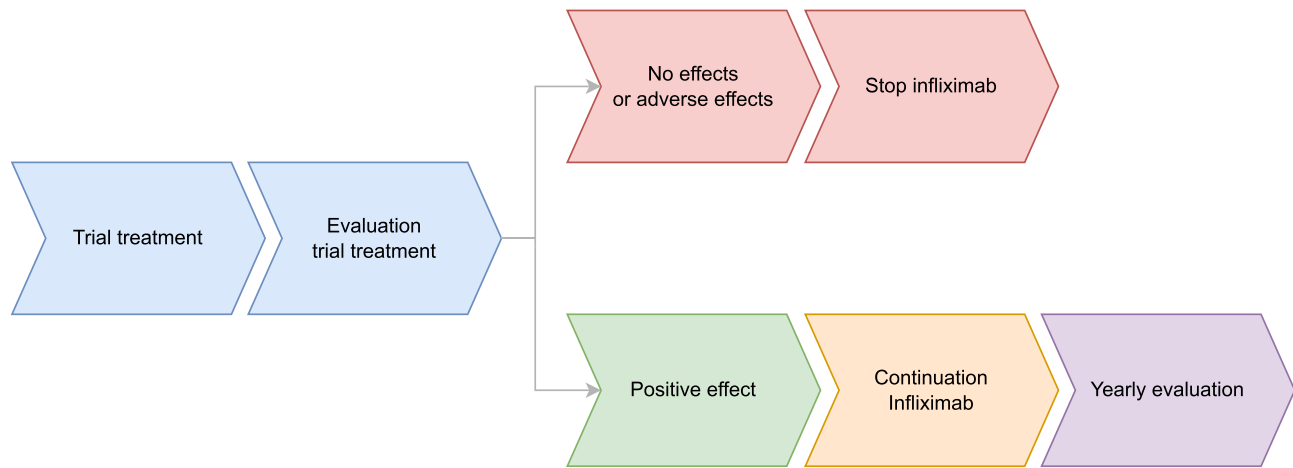 No effects
or adverse effects
Stop infliximab
Trial treatment
Evaluation
trial treatment
Positive effect
Continuation
Infliximab
Yearly evaluation